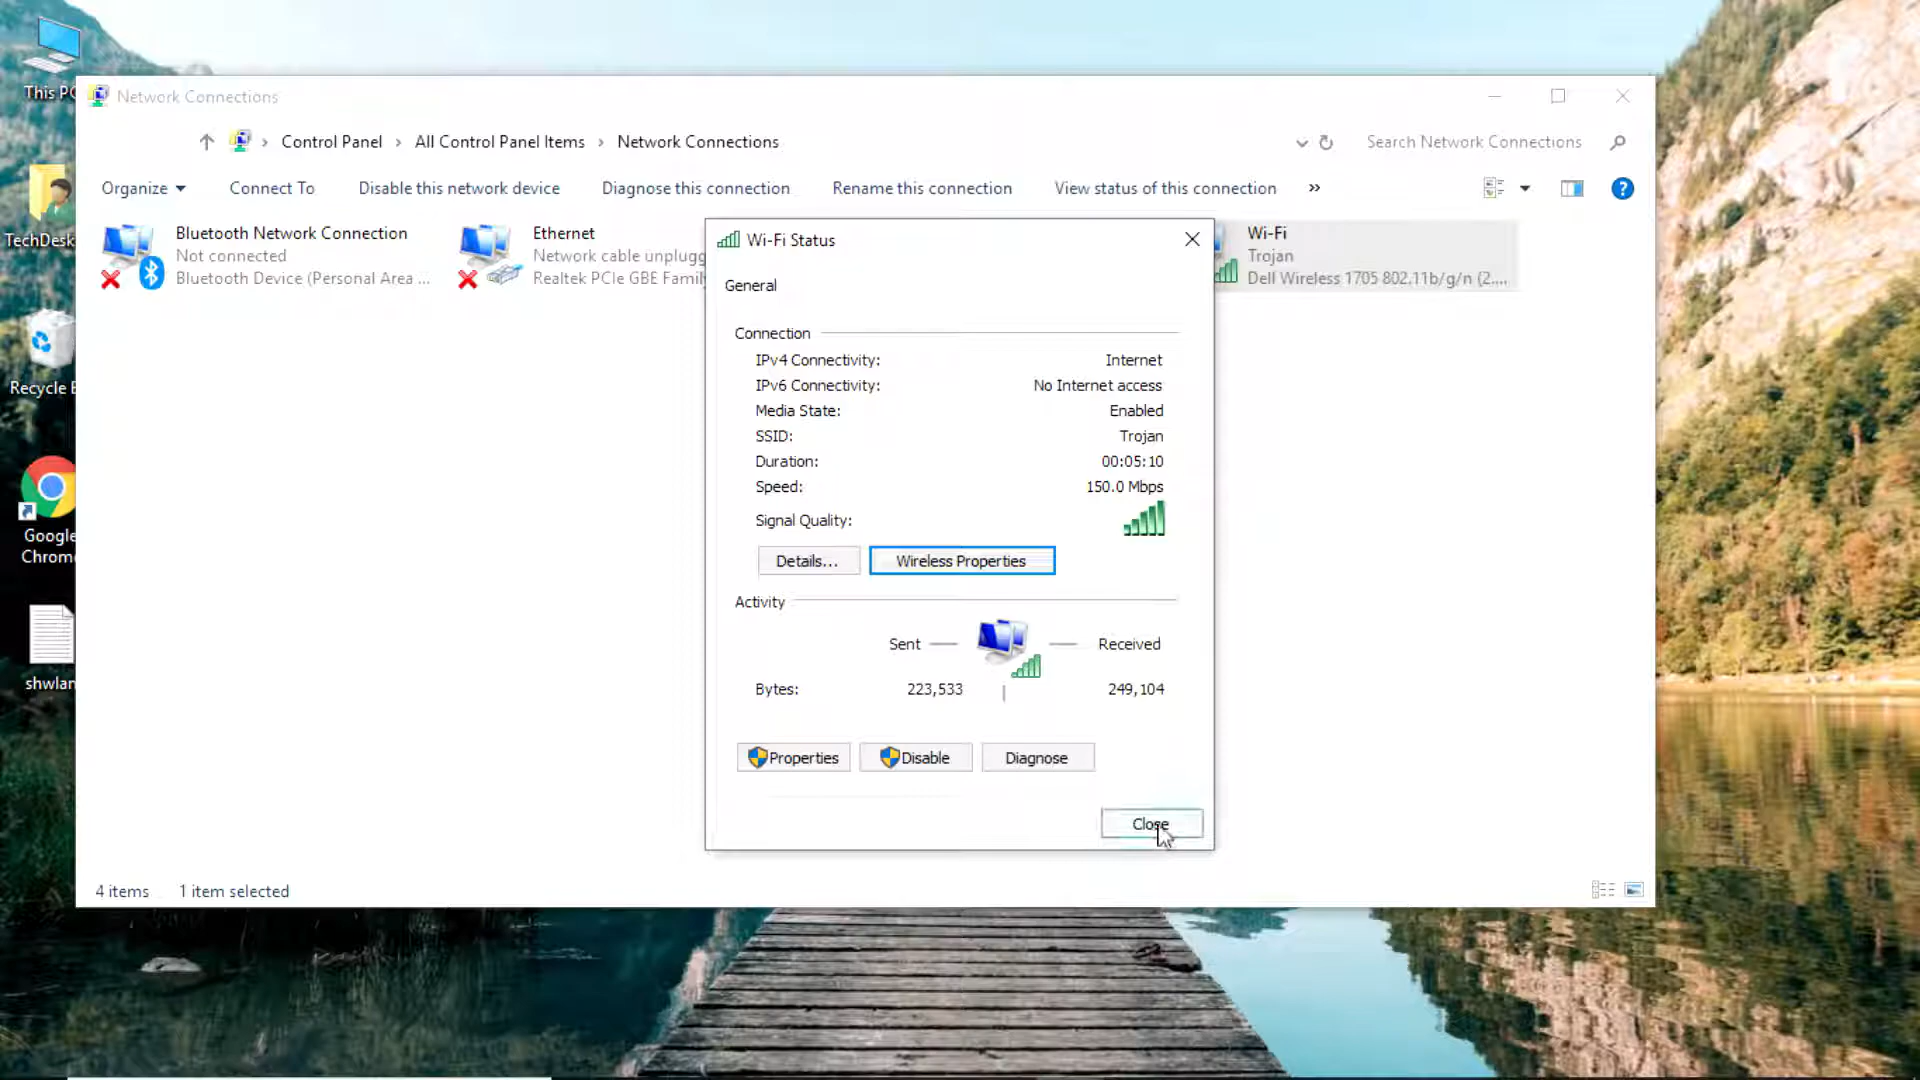 This PC
Network Connections
Control Panel > All Control Panel Items > Network Connections
Search Network Connections
Organize
Connect To
Disable this network device
Diagnose this connection
Rename this connection
View status of this connection
»
?
TechDesk
Bluetooth Network Connection
Not connected
Bluetooth Device (Personal Area ...
Ethernet
Network cable unplugg
Realtek PCIe GBE Family
Wi-Fi
Trojan
Dell Wireless 1705 802.11b/g/n (2....
Wi-Fi Status
General
Connection
IPv4 Connectivity: Internet
IPv6 Connectivity: No Internet access
Media State: Enabled
SSID: Trojan
Duration: 00:05:10
Speed: 150.0 Mbps
Signal Quality:
Details...
Wireless Properties
Activity
Sent
Received
Bytes: 223,533 249,104
Properties
Disable
Diagnose
Close
Recycle B
Google
Chrome
shwlan
4 items
1 item selected